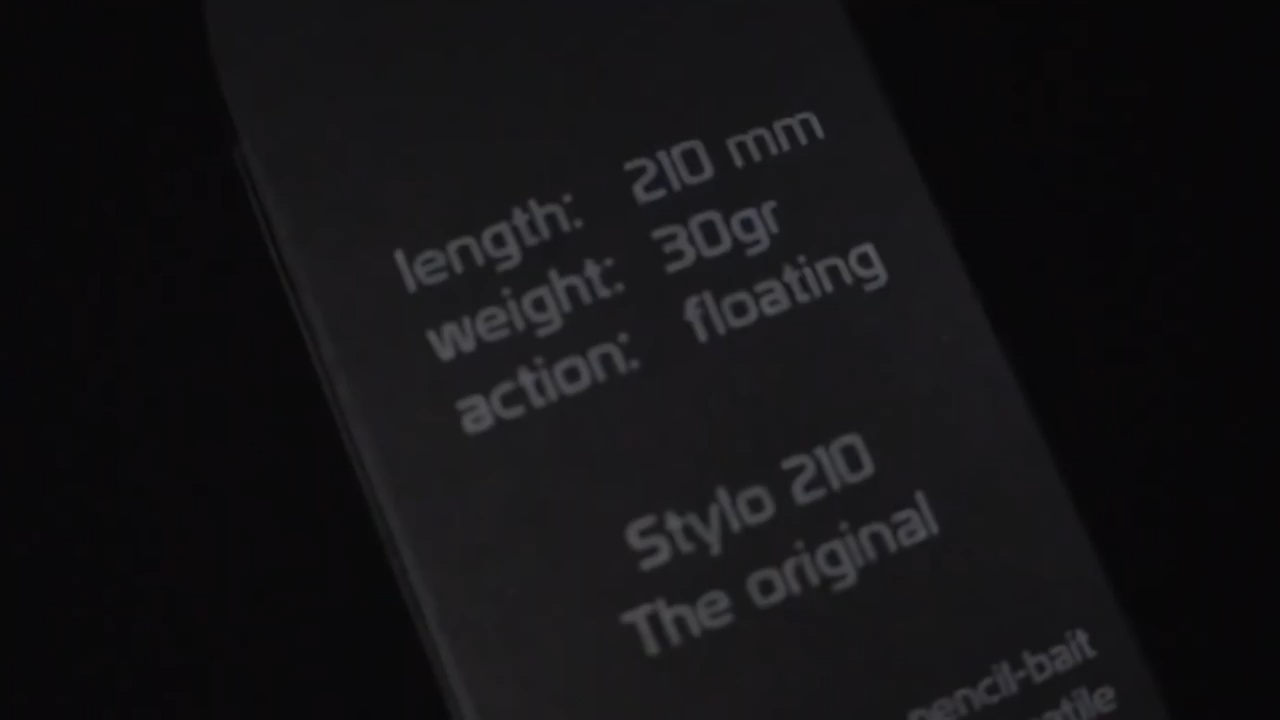 length: 210 mm
weight: 30gr
action: floating
Stylo 210
The original
pencil-bait